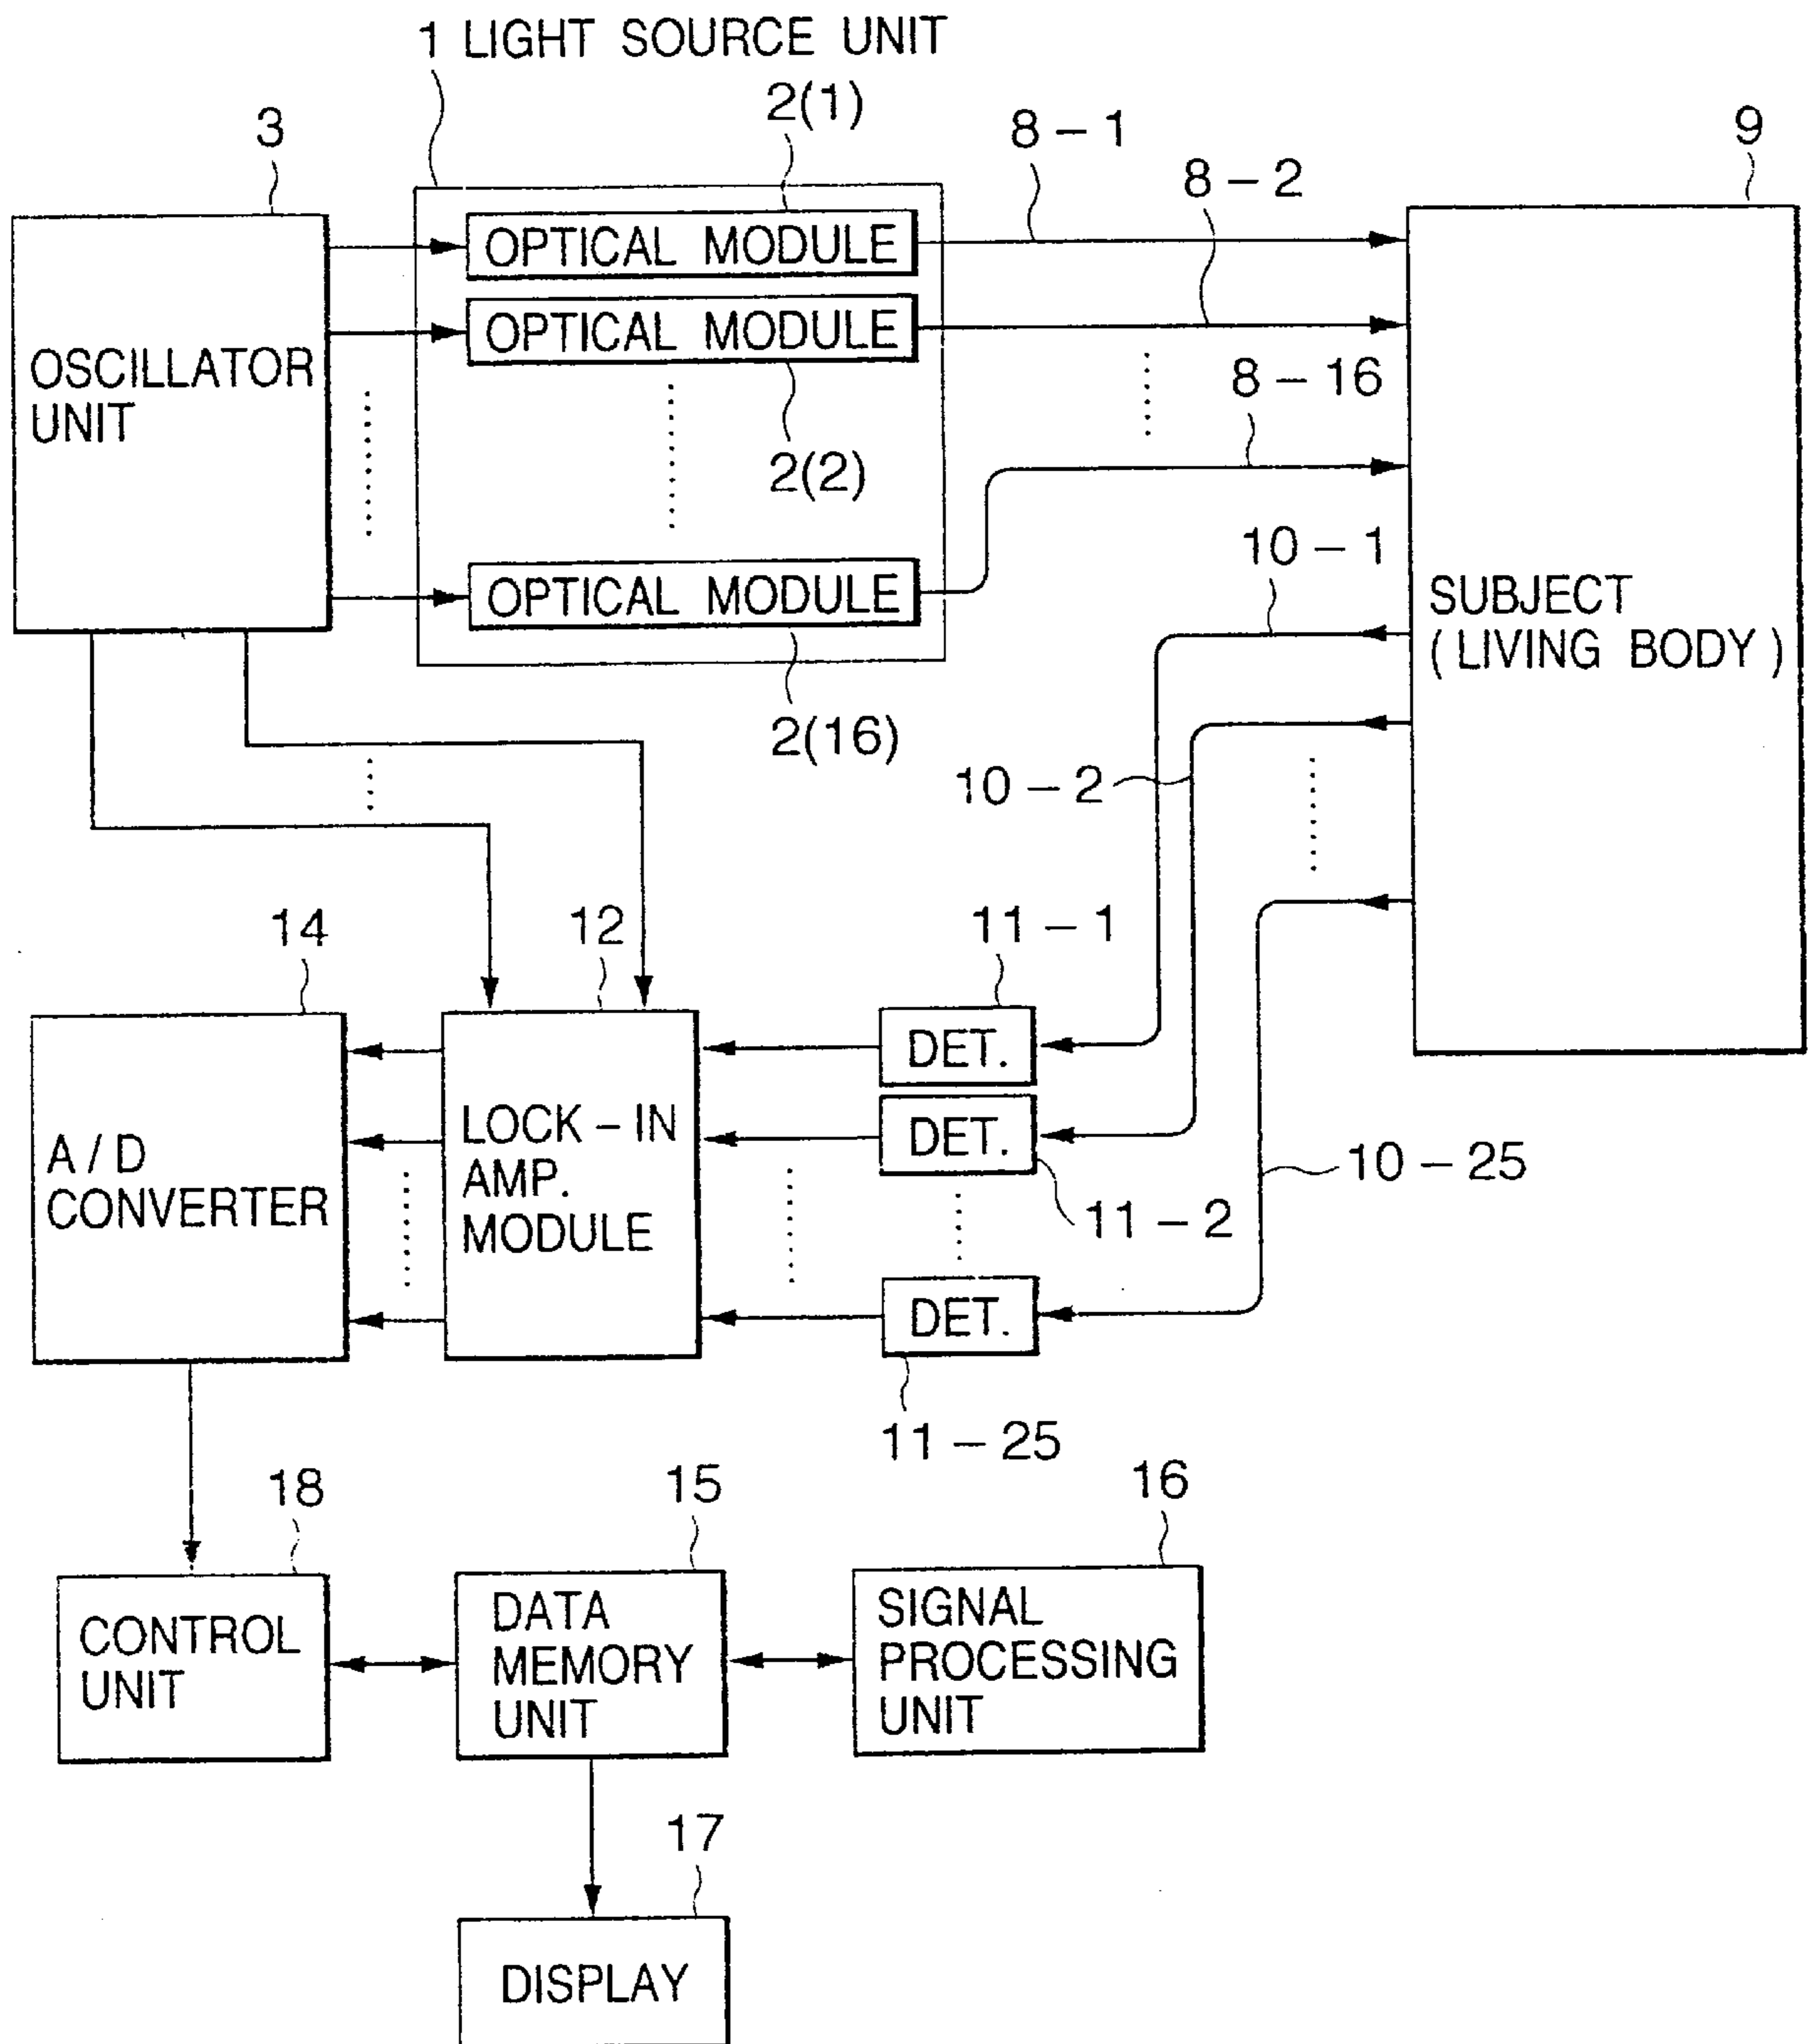 1 LIGHT SOURCE UNIT
2(1)
3
8 – 1
8 – 2
9
OPTICAL MODULE
OPTICAL MODULE
OSCILLATOR
UNIT
8 – 16
2(2)
10 – 1
OPTICAL MODULE
SUBJECT
( LIVING BODY )
2(16)
10 – 2
14
12
11 – 1
DET.
LOCK – IN
AMP.
MODULE
DET.
A / D
CONVERTER
10 – 25
11 – 2
DET.
11 – 25
18
15
16
CONTROL
UNIT
DATA
MEMORY
UNIT
SIGNAL
PROCESSING
UNIT
17
DISPLAY